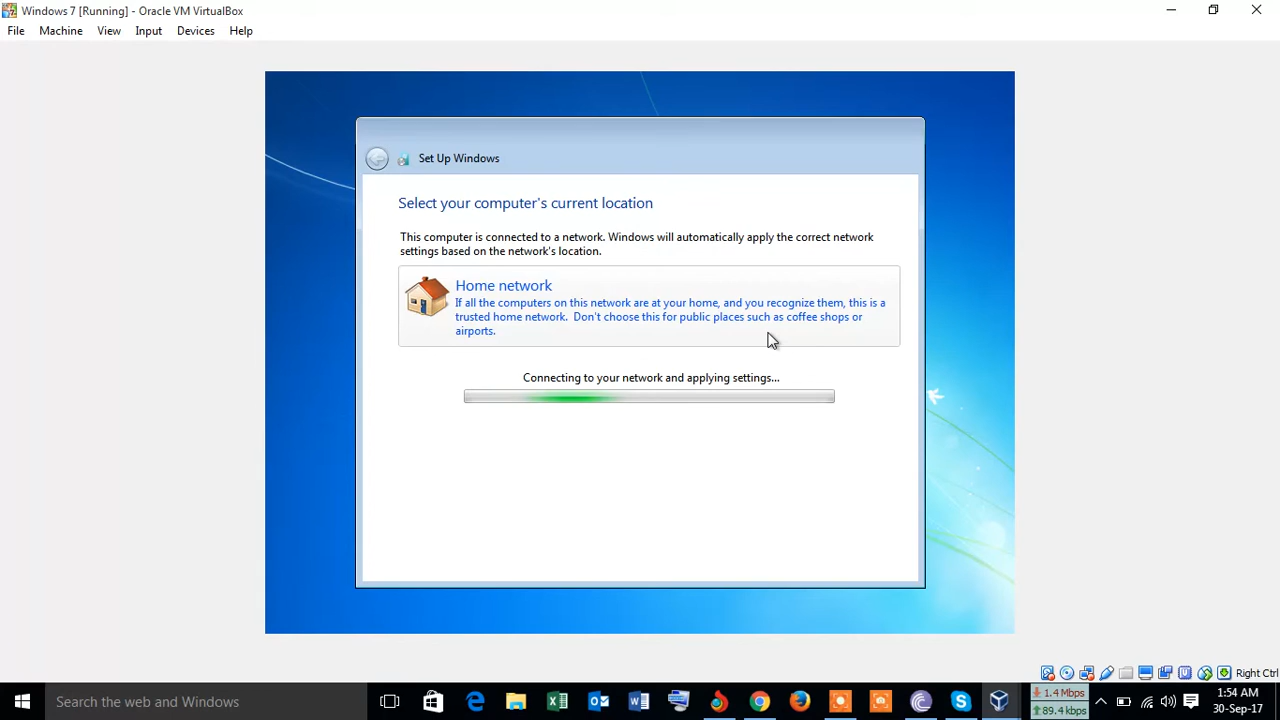 Windows 7 [Running] - Oracle VM VirtualBox
File Machine View Input Devices Help
Set Up Windows
Select your computer's current location
This computer is connected to a network. Windows will automatically apply the correct network
settings based on the network's location.
Home network
If all the computers on this network are at your home, and you recognize them, this is a
trusted home network. Don't choose this for public places such as coffee shops or
airports.
Connecting to your network and applying settings...
Right Ctrl
Search the web and Windows
1.4 Mbps
89.4 kbps
1:54 AM
30-Sep-17